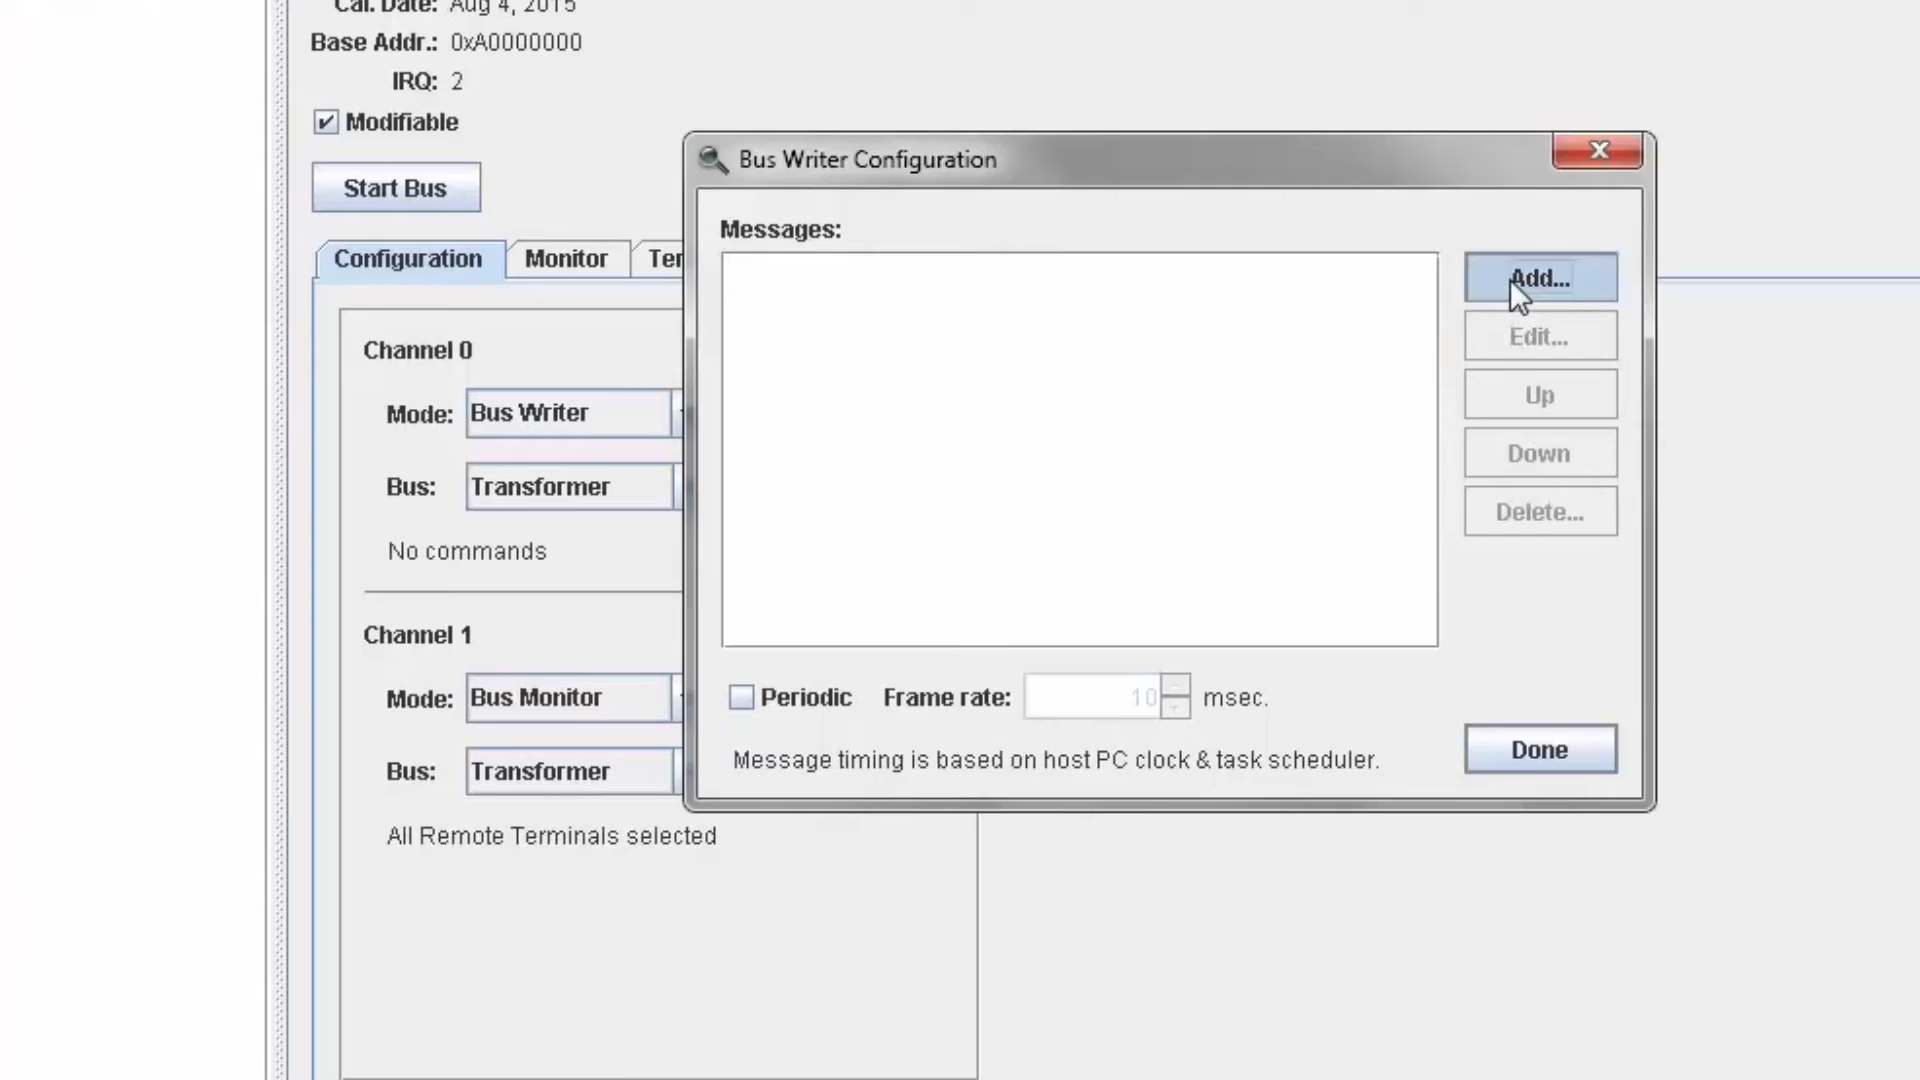 Cal. Date: Aug 4, 2015
Base Addr.: 0xA0000000
IRQ: 2
Modifiable
Start Bus
Configuration
Monitor
Ter
Channel 0
Mode: Bus Writer
Bus: Transformer
No commands
Channel 1
Mode: Bus Monitor
Bus: Transformer
All Remote Terminals selected
Bus Writer Configuration
Messages:
Add...
Edit...
Up
Down
Delete...
Periodic Frame rate: 10 msec.
Message timing is based on host PC clock & task scheduler.
Done